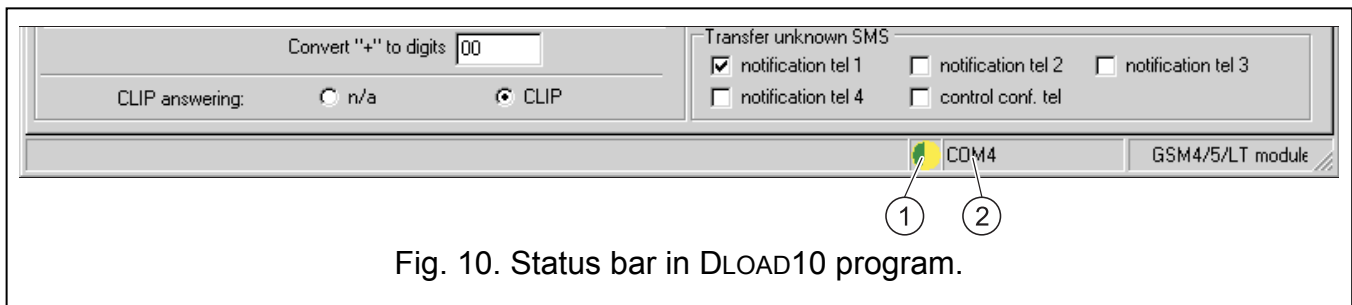 Convert "+" to digits 00
CLIP answering: n/a CLIP
Transfer unknown SMS
notification tel 1 notification tel 2 notification tel 3
notification tel 4 control conf. tel
COM4 GSM4/5/LT module
1 2
Fig. 10. Status bar in DLOAD10 program.